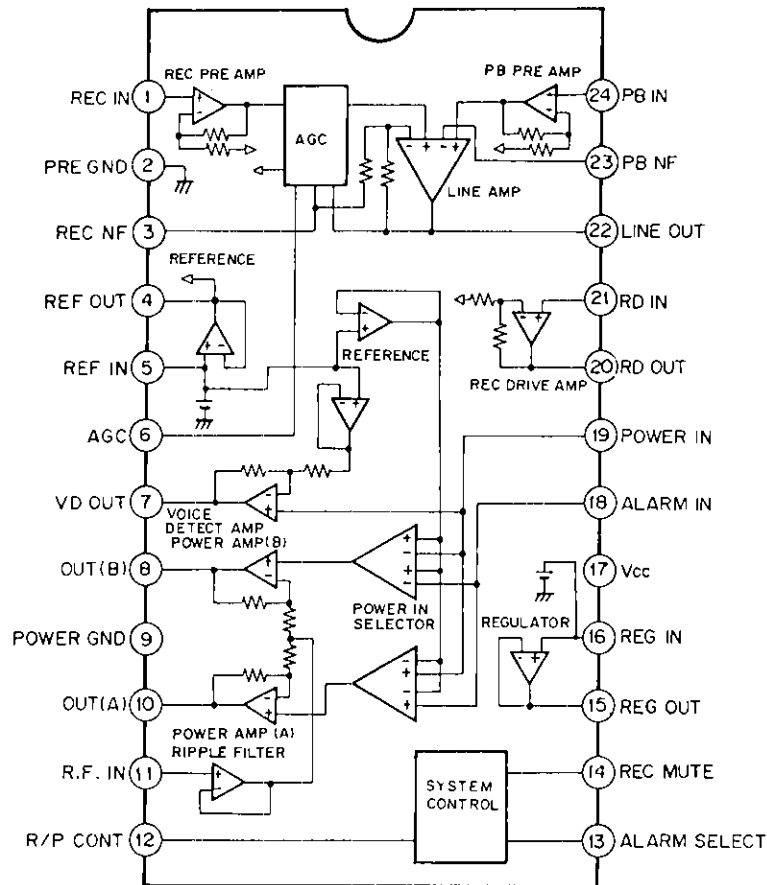 REC PRE AMP
PB PRE AMP
REC IN 1
24 PB IN
AGC
PRE GND 2
23 PB NF
LINE AMP
REC NF 3
22 LINE OUT
REFERENCE
REF OUT 4
21 RD IN
REFERENCE
REF IN 5
20 RD OUT
REC DRIVE AMP
AGC 6
19 POWER IN
VD OUT 7
18 ALARM IN
VOICE
DETECT AMP
POWER AMP(B)
OUT(B) 8
17 Vcc
POWER IN
SELECTOR
REGULATOR
POWER GND 9
16 REG IN
OUT(A) 10
15 REG OUT
POWER AMP (A)
RIPPLE FILTER
R.F. IN 11
14 REC MUTE
SYSTEM
CONTROL
R/P CONT 12
13 ALARM SELECT